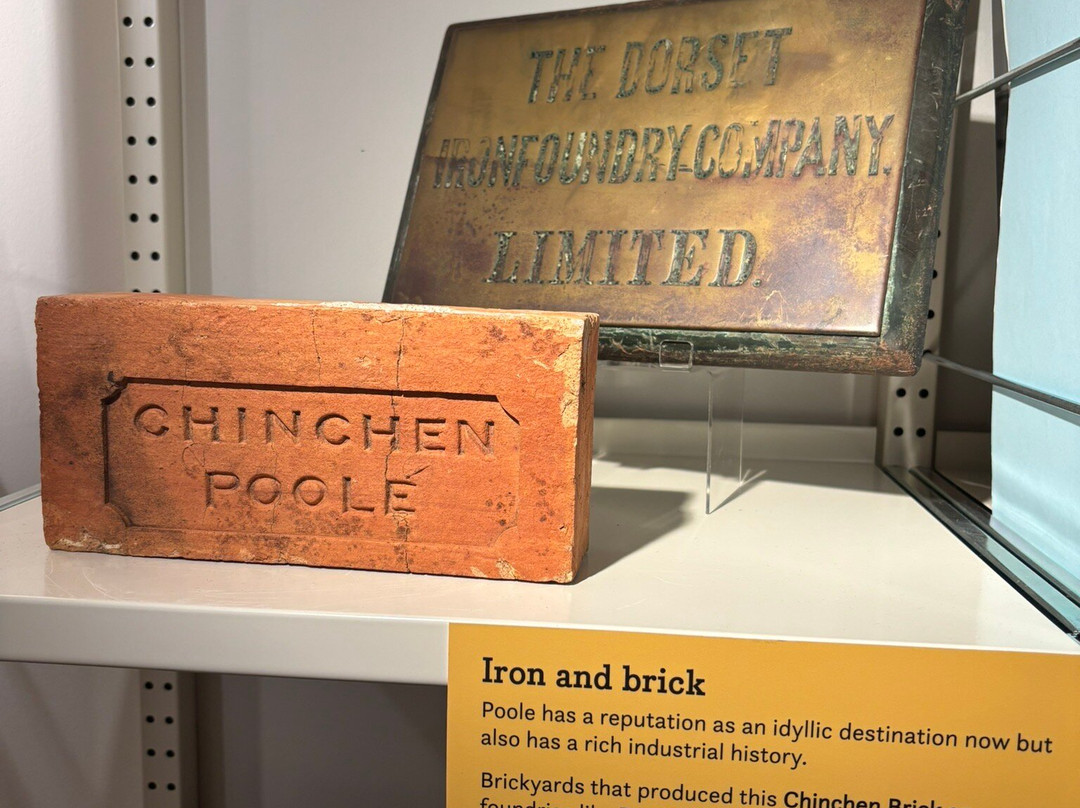 THE DORSET
IRONFOUNDRY-COMPANY.
LIMITED.
CHINCHEN
POOLE
Iron and brick
Poole has a reputation as an idyllic destination now but
also has a rich industrial history.
Brickyards that produced this Chinchen Brick